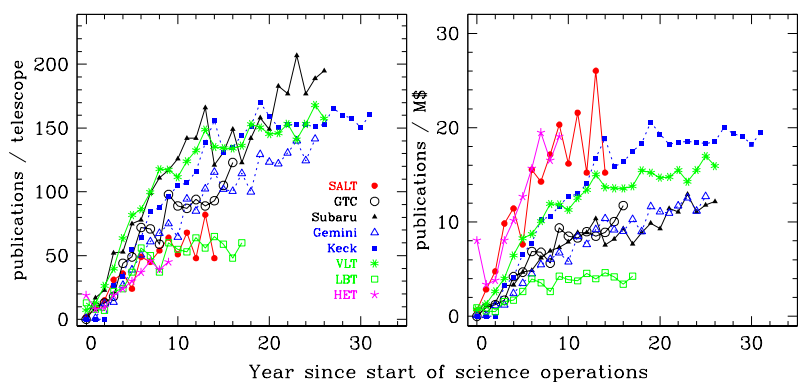 publications / telescope
200
150
100
50
0
SALT
GTC
Subaru
Gemini
Keck
VLT
LBT
HET
0 10 20 30
publications / M$
30
20
10
0
0 10 20 30
Year since start of science operations